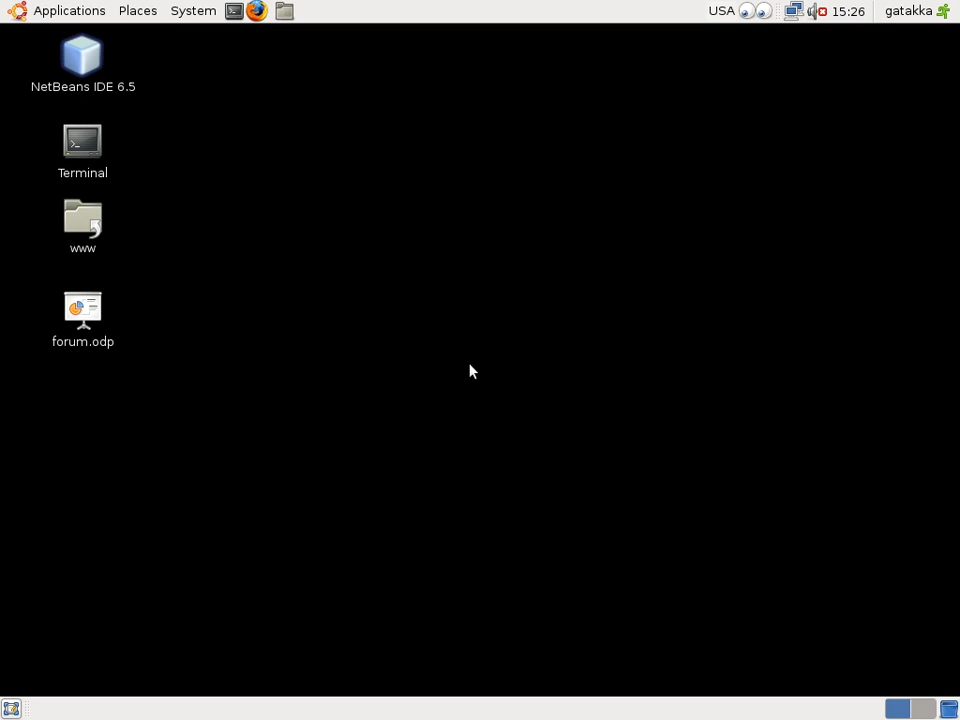 Applications Places System USA 15:26 gatakka
NetBeans IDE 6.5
Terminal
www
forum.odp